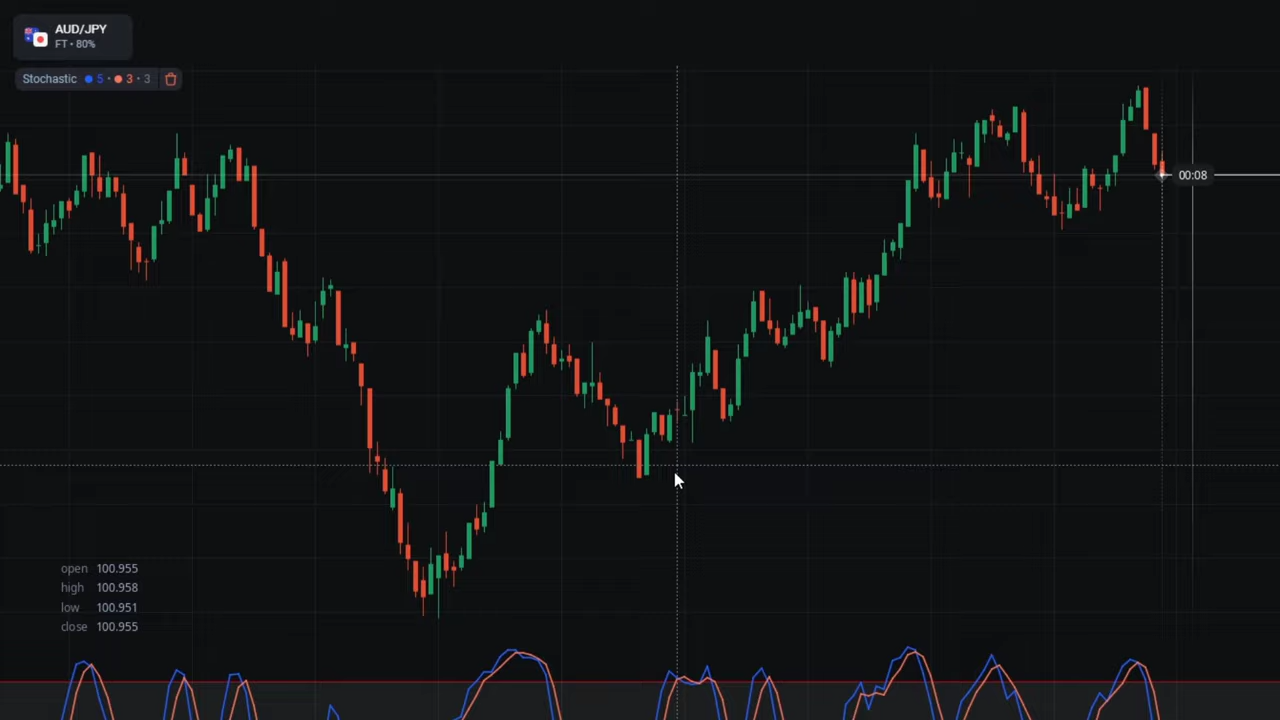 AUD/JPY
FT • 80%
Stochastic 5 • 3 • 3
00:08
open 100.955
high 100.958
low 100.951
close 100.955